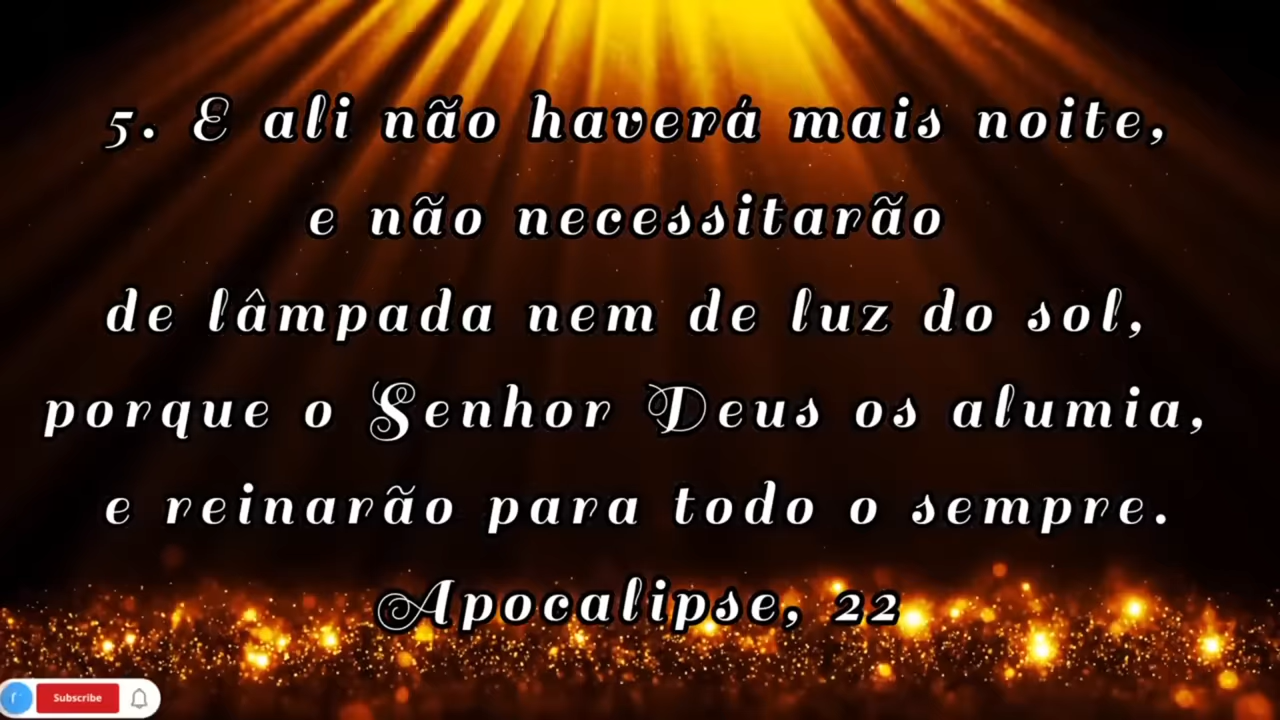 5. E ali não haverá mais noite,
e não necessitarão
de lâmpada nem de luz do sol,
porque o Senhor Deus os alumia,
e reinarão para todo o sempre.
Apocalipse, 22
Subscribe